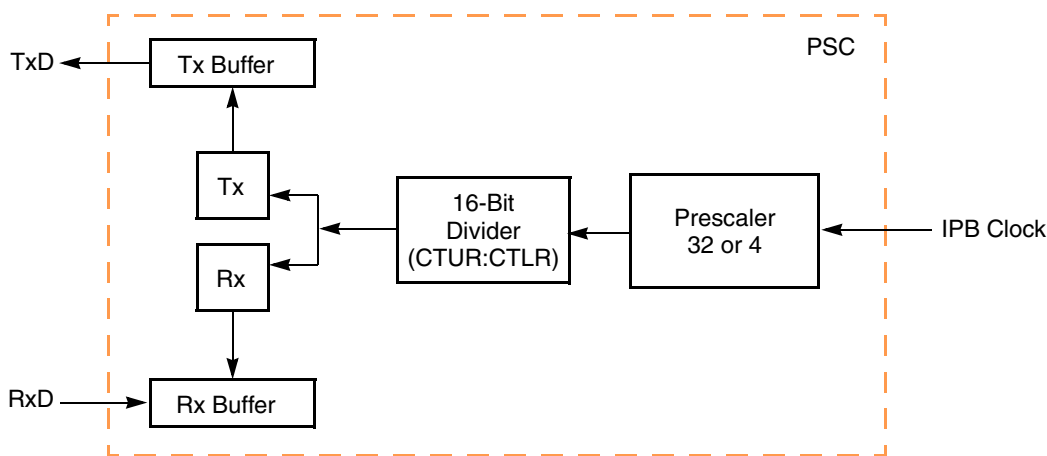 PSC
TxD
Tx Buffer
Tx
16-Bit
Divider
(CTUR:CTLR)
Prescaler
32 or 4
IPB Clock
Rx
RxD
Rx Buffer